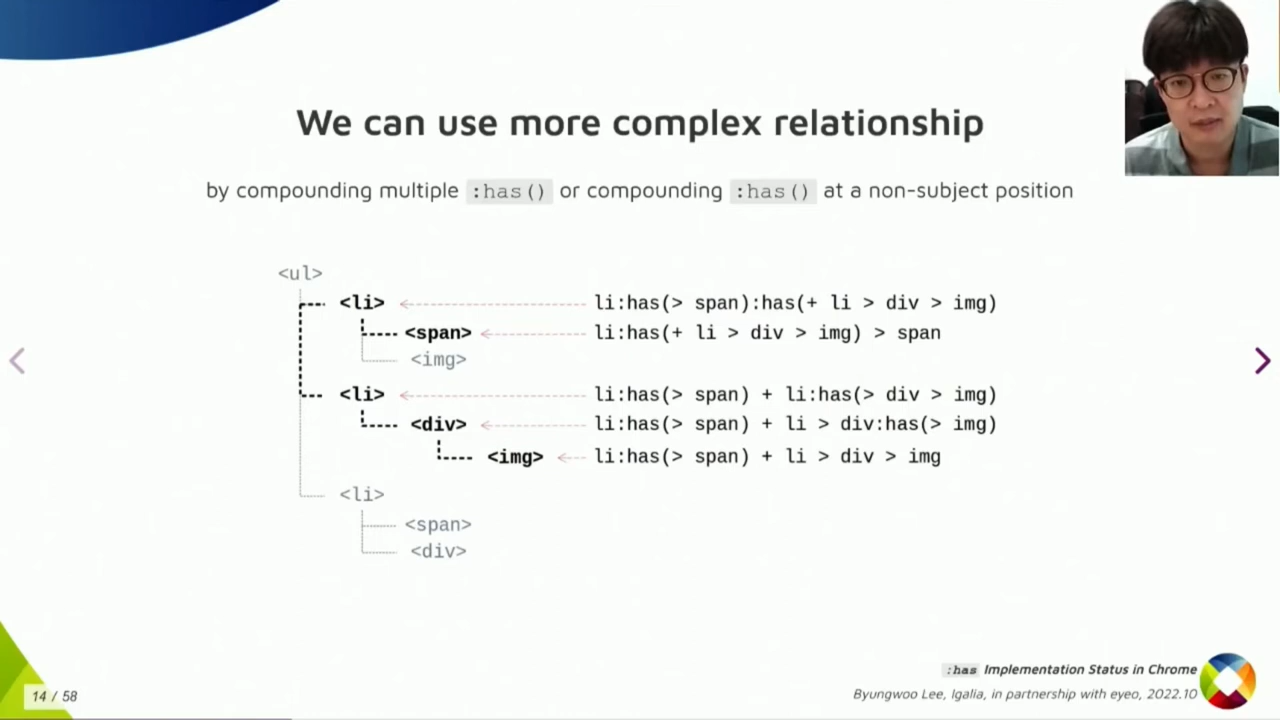 We can use more complex relationship
by compounding multiple :has() or compounding :has() at a non-subject position
<ul>
<li> li:has(> span):has(+ li > div > img)
<span> li:has(+ li > div > img) > span
<img>
<li> li:has(> span) + li:has(> div > img)
<div> li:has(> span) + li > div:has(> img)
<img> li:has(> span) + li > div > img
<li>
<span>
<div>
:has Implementation Status in Chrome
14 / 58
Byungwoo Lee, Igalia, in partnership with eyeo, 2022.10